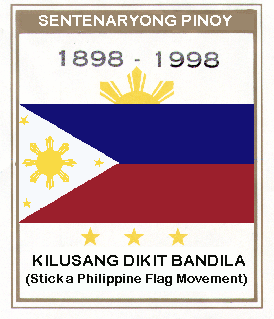 SENTENARYONG PINOY
1898 - 1998
KILUSANG DIKIT BANDILA
(Stick a Philippine Flag Movement)